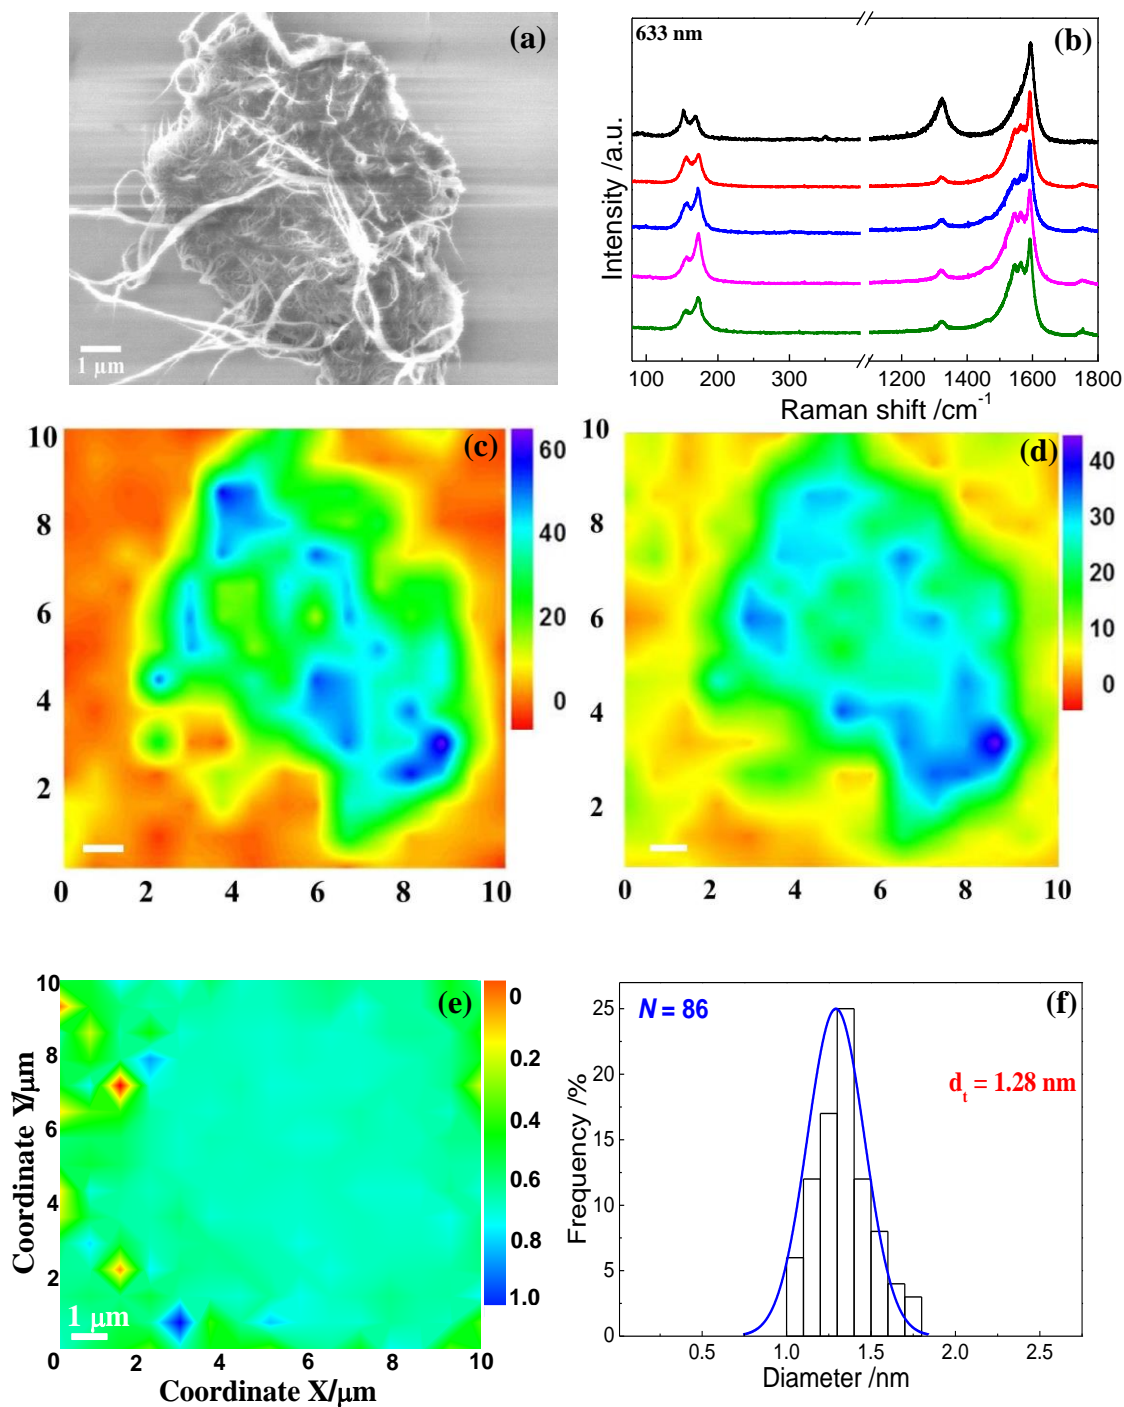 (a)
1 μm
633 nm
(b)
Intensity /a.u.
100 200 300 1200 1400 1600 1800
Raman shift /cm⁻¹
(c)
10
8
6
4
2
0 2 4 6 8 10
60
40
20
0
(d)
10
8
6
4
2
0 2 4 6 8 10
40
30
20
10
0
(e)
Coordinate Y/μm
10
8
6
4
2
0
1 μm
0 2 4 6 8 10
Coordinate X/μm
0
0.2
0.4
0.6
0.8
1.0
(f)
N = 86
dₜ = 1.28 nm
Frequency /%
25
20
15
10
5
0
0.5 1.0 1.5 2.0 2.5
Diameter /nm